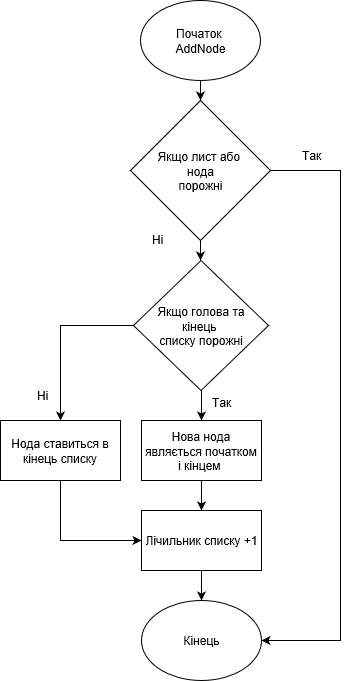 Початок
AddNode
Якщо лист або
нода
порожні
Так
Ні
Якщо голова та
кінець
списку порожні
Ні
Так
Нода ставиться в
кінець списку
Нова нода
являється початком
і кінцем
Лічильник списку +1
Кінець